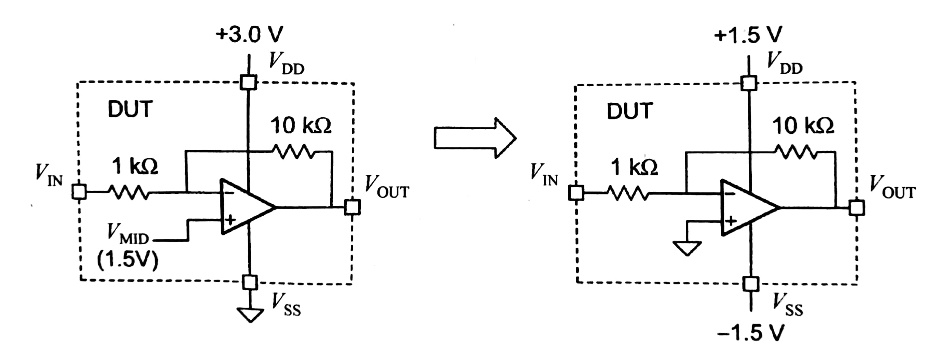 +3.0 V
V_DD
DUT
10 kΩ
1 kΩ
V_IN
V_OUT
V_MID
(1.5V)
V_SS
+1.5 V
V_DD
DUT
10 kΩ
1 kΩ
V_IN
V_OUT
V_SS
−1.5 V